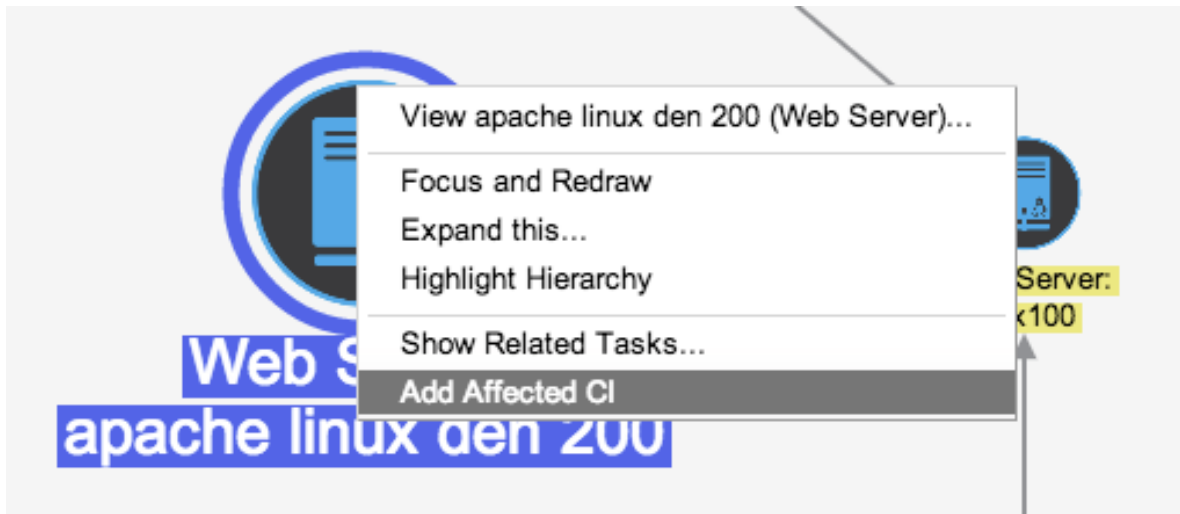 View apache linux den 200 (Web Server)...
Focus and Redraw
Expand this...
Highlight Hierarchy
Show Related Tasks...
Add Affected CI
Web
apache linux den 200
Server:
x100